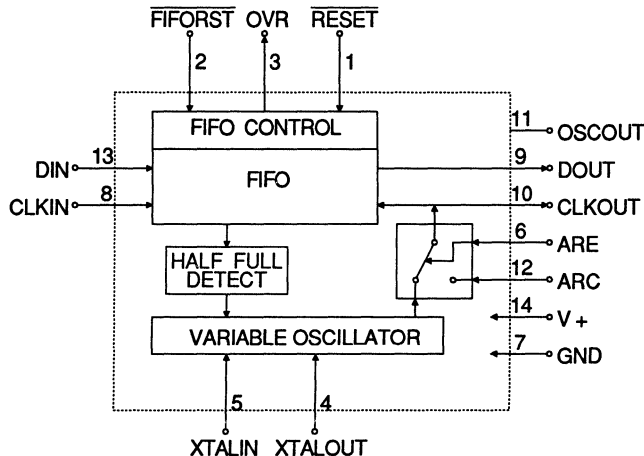 FIFORST OVR RESET
2 3 1
FIFO CONTROL
11 OSCOUT
DIN 13
FIFO
9 DOUT
CLKIN 8
10 CLKOUT
6 ARE
HALF FULL
DETECT
12 ARC
14 V +
VARIABLE OSCILLATOR
7 GND
5 4
XTALIN XTALOUT